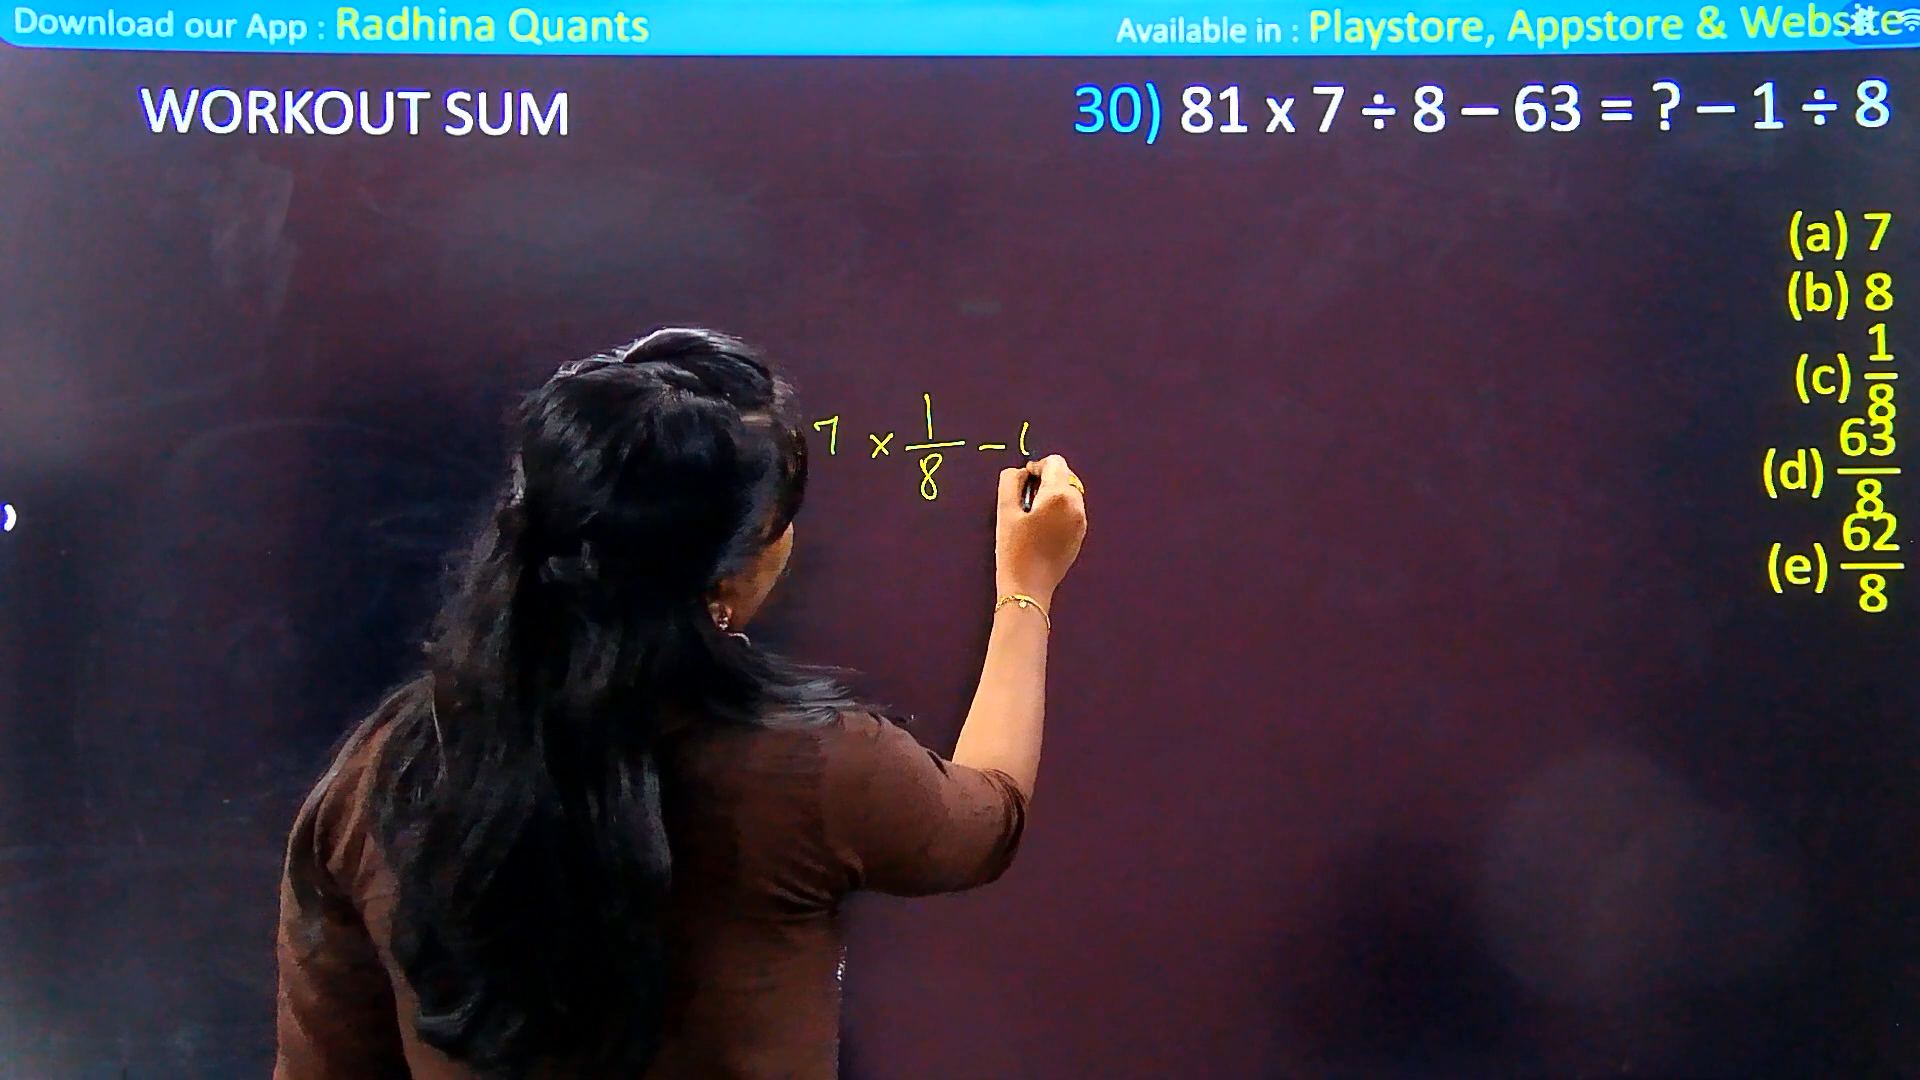 Download our App : Radhina Quants
Available in : Playstore, Appstore & Website
WORKOUT SUM
30) 81 x 7 ÷ 8 – 63 = ? – 1 ÷ 8
(a) 7
(b) 8
(c) 1/8
(d) 63/8
(e) 62/8
7 × 1/8 –